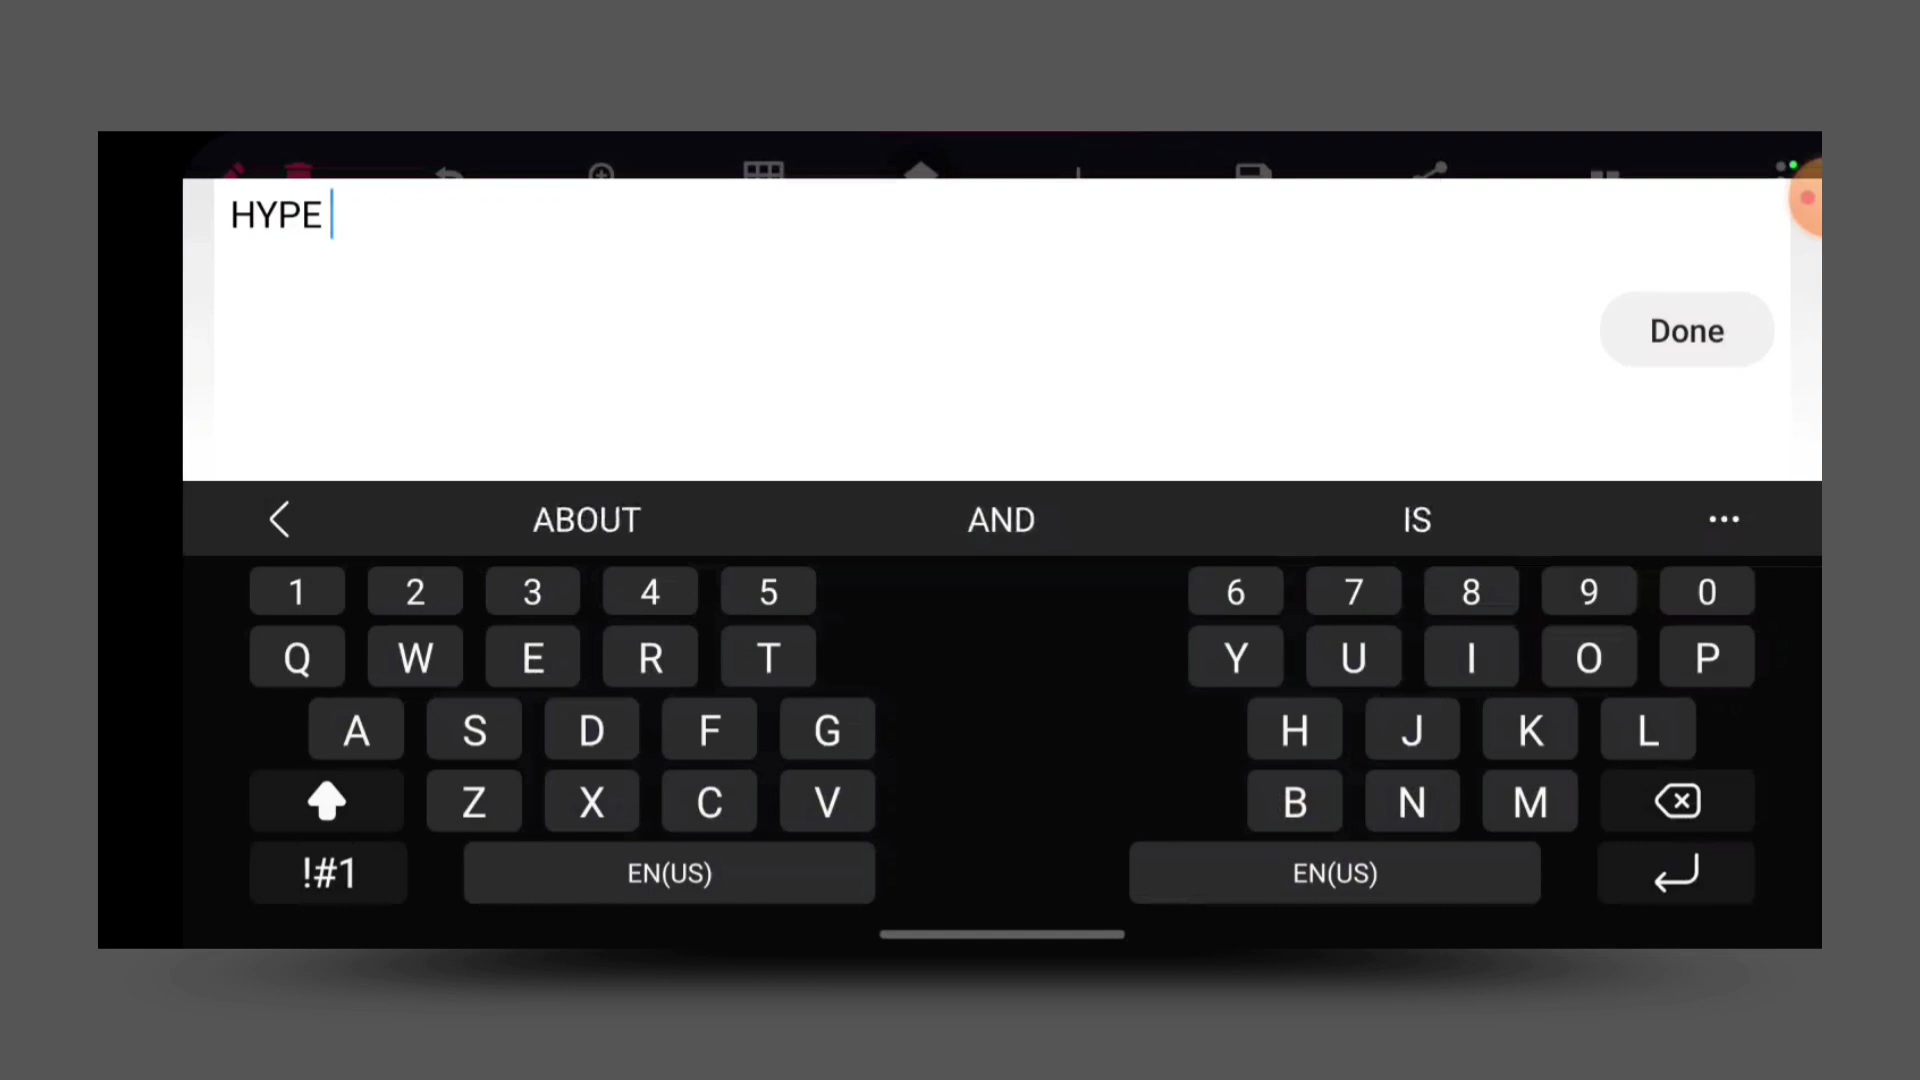 HYPE
Done
ABOUT AND IS
1 2 3 4 5 6 7 8 9 0
Q W E R T Y U I O P
A S D F G H J K L
Z X C V B N M
!#1 EN(US) EN(US)